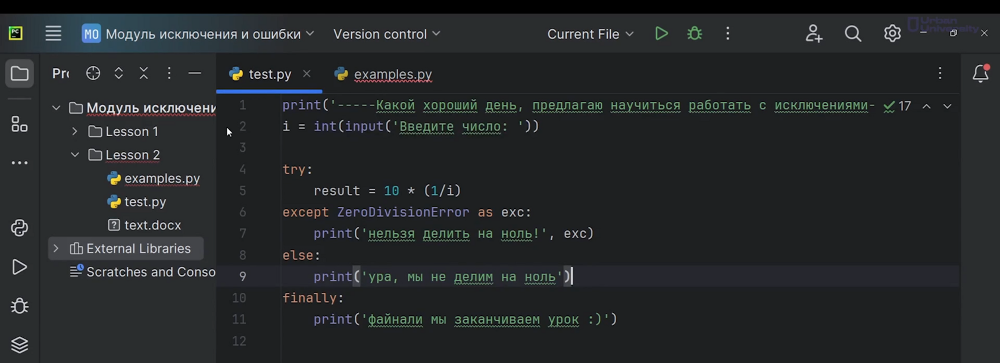 PC
MO Модуль исключения и ошибки Version control Current File
Urban University
Pro
test.py examples.py
Модуль исключени
Lesson 1
Lesson 2
examples.py
test.py
text.docx
External Libraries
Scratches and Conso
1 print('-----Какой хороший день, предлагаю научиться работать с исключениями- 17
2 i = int(input('Введите число: '))
3
4 try:
5 result = 10 * (1/i)
6 except ZeroDivisionError as exc:
7 print('нельзя делить на ноль!', exc)
8 else:
9 print('ура, мы не делим на ноль')
10 finally:
11 print('файнали мы заканчиваем урок :)')
12